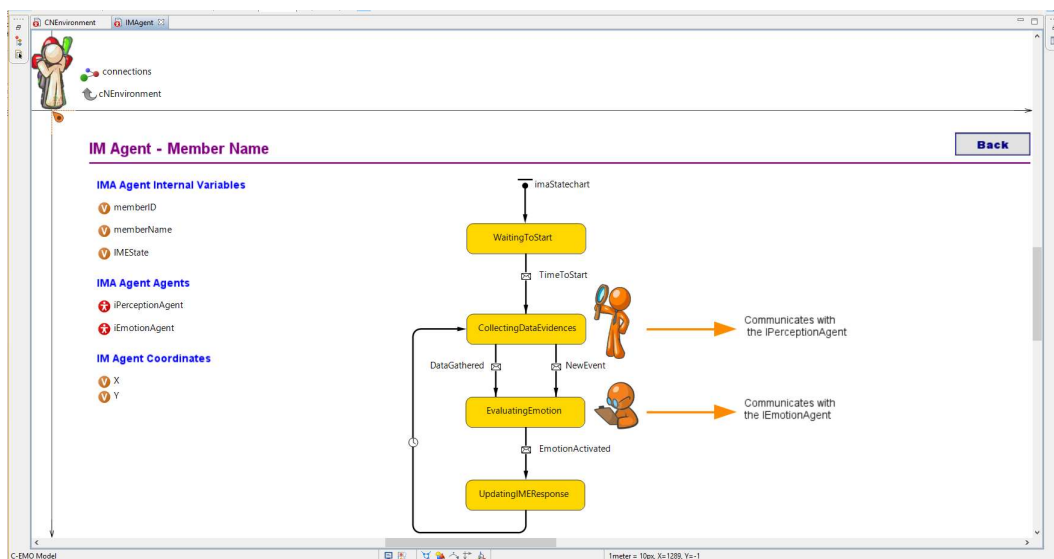 CNEnvironment
IMAgent
connections
cNEnvironment
IM Agent - Member Name
Back
IMA Agent Internal Variables
V memberID
V memberName
V IMEState
IMA Agent Agents
iPerceptionAgent
iEmotionAgent
IM Agent Coordinates
V X
V Y
imaStatechart
WaitingToStart
TimeToStart
CollectingDataEvidences
Communicates with
the IPerceptionAgent
DataGathered
NewEvent
EvaluatingEmotion
Communicates with
the IEmotionAgent
EmotionActivated
UpdatingIMEResponse
C-EMO Model
1meter = 10px, X=1289, Y=-1